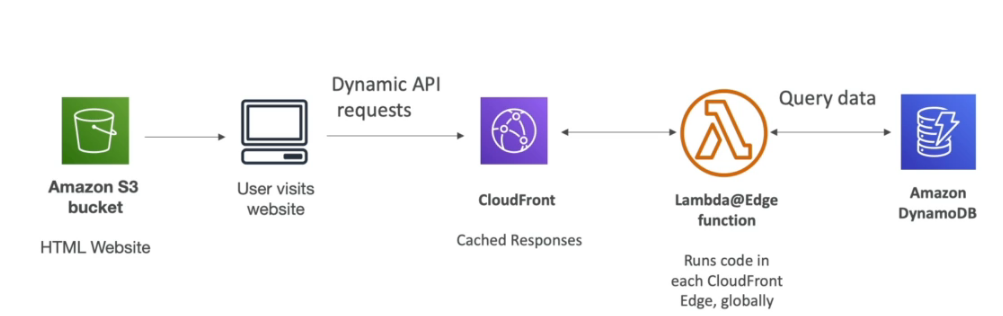 Dynamic API
requests
Query data
Amazon S3
bucket
HTML Website
User visits
website
CloudFront
Cached Responses
Lambda@Edge
function
Runs code in
each CloudFront
Edge, globally
Amazon
DynamoDB